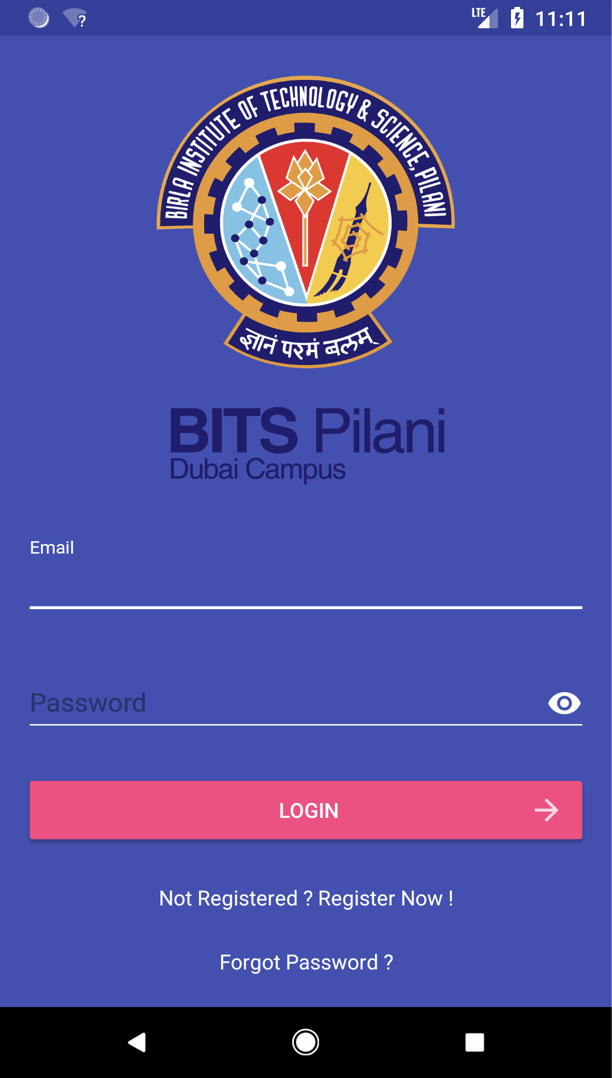 LTE 11:11
BIRLA INSTITUTE OF TECHNOLOGY & SCIENCE, PILANI
ज्ञानं परमं बलम्
BITS Pilani
Dubai Campus
Email
Password
LOGIN
Not Registered ? Register Now !
Forgot Password ?